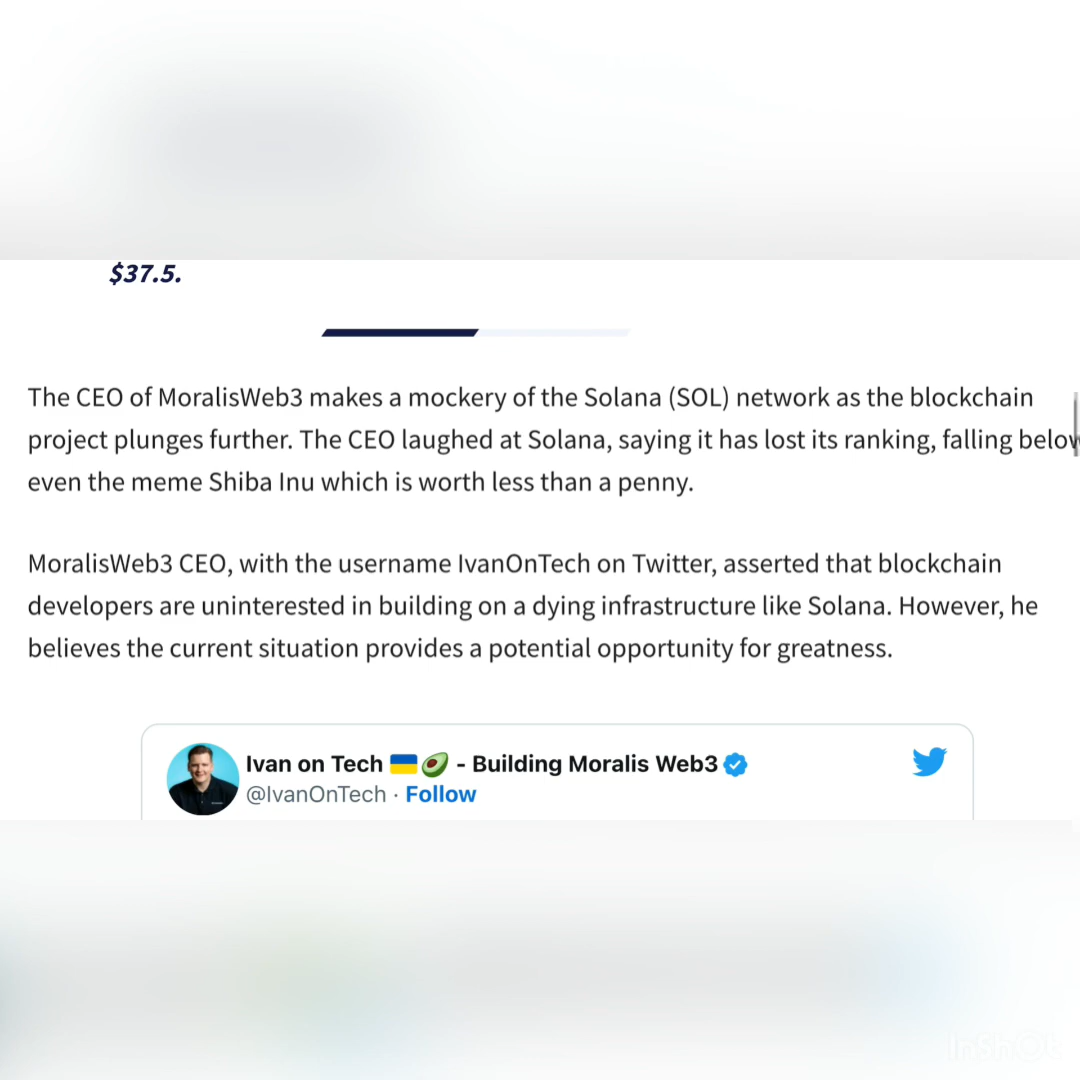 $37.5.
The CEO of MoralisWeb3 makes a mockery of the Solana (SOL) network as the blockchain
project plunges further. The CEO laughed at Solana, saying it has lost its ranking, falling below
even the meme Shiba Inu which is worth less than a penny.
MoralisWeb3 CEO, with the username IvanOnTech on Twitter, asserted that blockchain
developers are uninterested in building on a dying infrastructure like Solana. However, he
believes the current situation provides a potential opportunity for greatness.
Ivan on Tech 🇺🇦🥑 - Building Moralis Web3
@IvanOnTech · Follow
InShOt